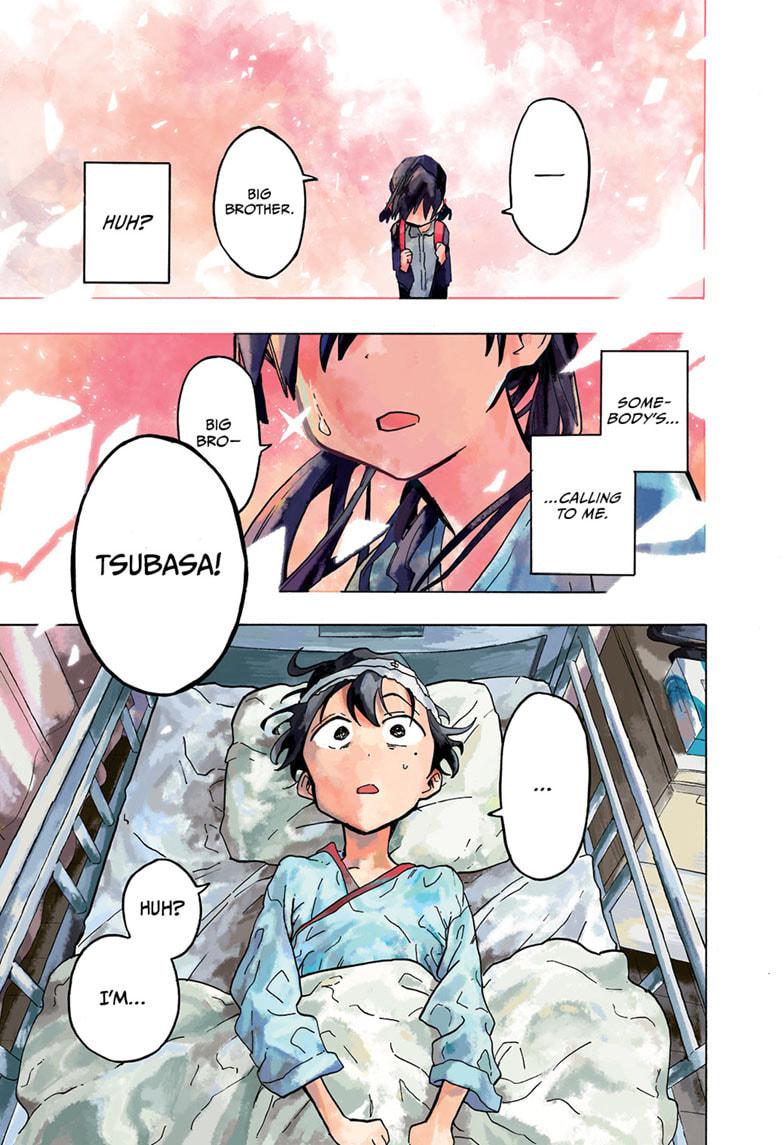 —
BIG
BROTHER.
HUH?
SOME-
BODY'S...
...CALLING
TO ME.
BIG
BRO—
TSUBASA!
...
HUH?
I'M...